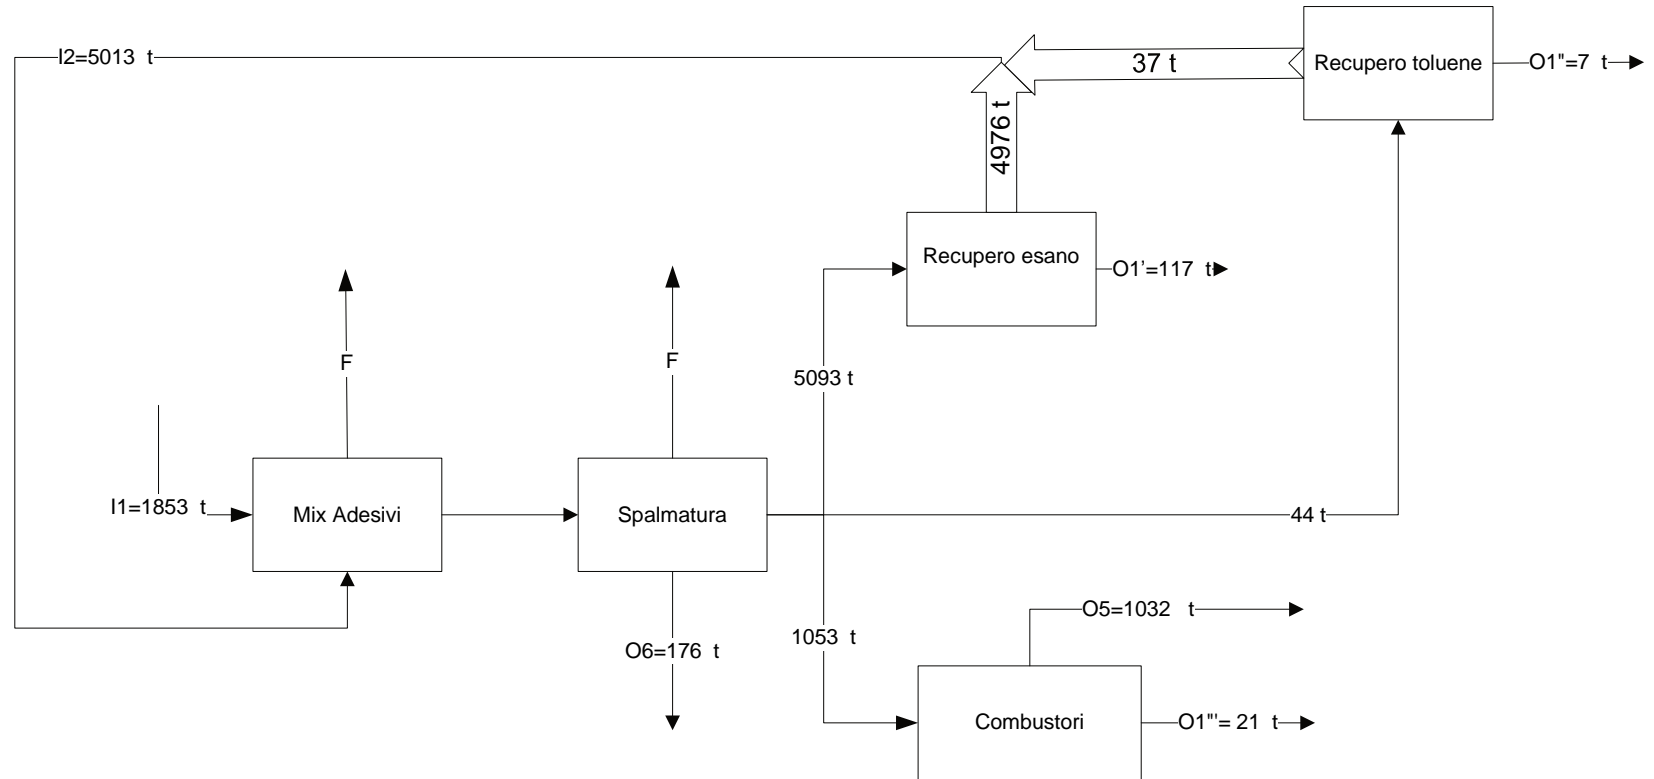 I2=5013 t
37 t
Recupero toluene
O1"=7 t
4976 t
Recupero esano
O1’=117 t
F
F
5093 t
I1=1853 t
Mix Adesivi
Spalmatura
44 t
O5=1032 t
1053 t
O6=176 t
Combustori
O1"'= 21 t